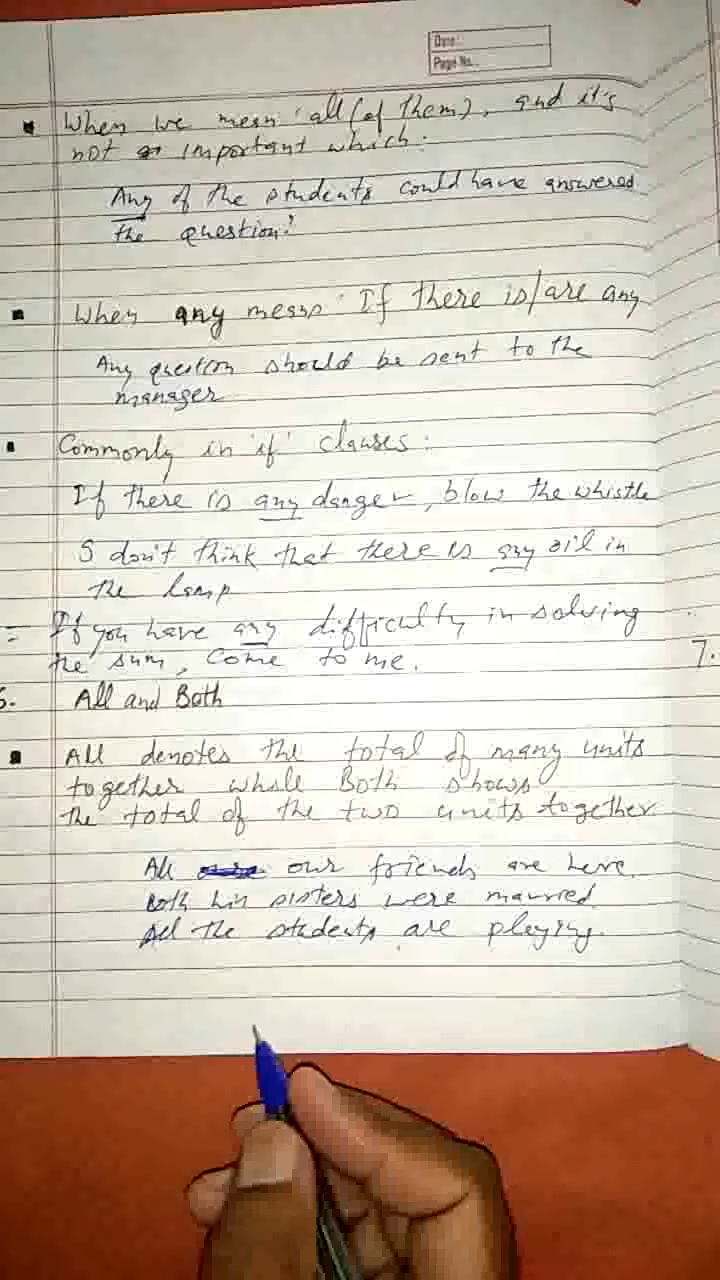 Date:
Page No.
▪ When we mean 'all (of them), and it's
not important which.
Any of the students could have answered
the question?
▪ When any means 'If there is/are any
Any question should be sent to the
manager
▪ Commonly in 'if' clauses:
If there is any danger, blow the whistle
I don't think that there is any oil in
the lamp
= If you have any difficulty in solving
the sum, come to me.
7.
6. All and Both
▪ All denotes the total of many units
together while Both shows
the total of the two units together.
All our friends are here.
Both his sisters were married.
All the students are playing.